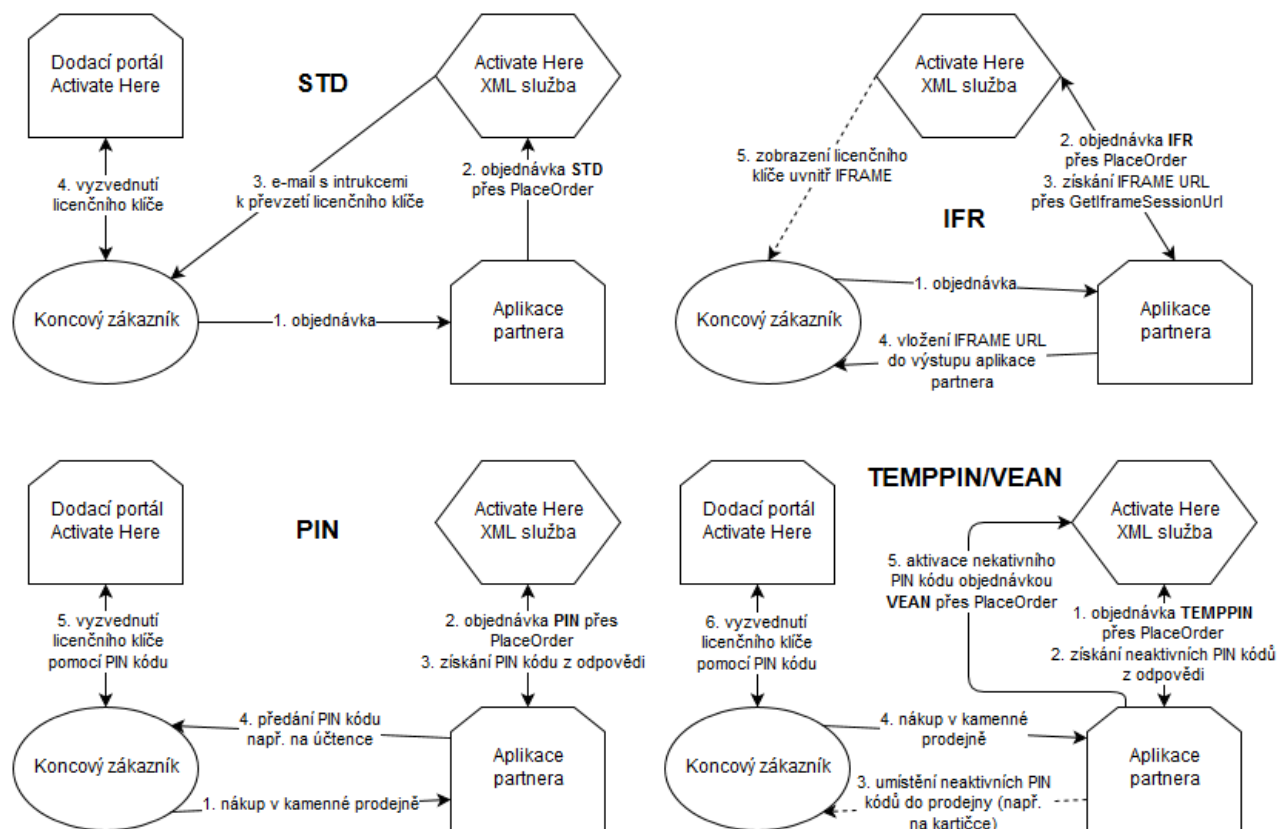 Dodací portál
Activate Here
STD
Activate Here
XML služba
4. vyzvednutí
licenčního klíče
3. e-mail s intrukcemi
k převzetí licenčního klíče
2. objednávka STD
přes PlaceOrder
Koncový zákazník
1. objednávka
Aplikace
partnera
Activate Here
XML služba
5. zobrazení licenčního
klíče uvnitř IFRAME
2. objednávka IFR
přes PlaceOrder
3. získání IFRAME URL
přes GetIframeSessionUrl
IFR
Koncový zákazník
1. objednávka
4. vložení IFRAME URL
do výstupu aplikace
partnera
Aplikace
partnera
Dodací portál
Activate Here
PIN
Activate Here
XML služba
5. vyzvednutí
licenčního klíče
pomocí PIN kódu
2. objednávka PIN přes
PlaceOrder
3. získání PIN kódu z odpovědi
4. předání PIN kódu
např. na účtence
Koncový zákazník
1. nákup v kamenné prodejně
Aplikace
partnera
TEMPPIN/VEAN
Dodací portál
Activate Here
Activate Here
XML služba
5. aktivace nekativního
PIN kódu objednávkou
VEAN přes PlaceOrder
6. vyzvednutí
licenčního klíče
pomocí PIN kódu
1. objednávka TEMPPIN
přes PlaceOrder
2. získání neaktivních PIN kódů
z odpovědi
4. nákup v kamenné
prodejně
Koncový zákazník
3. umístění neaktivních PIN
kódů do prodejny (např.
na kartičce)
Aplikace
partnera